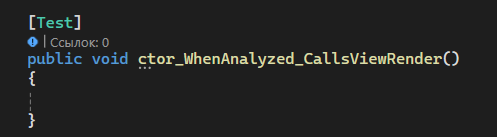 [Test]
| Ссылок: 0
public void ctor_WhenAnalyzed_CallsViewRender()
{
}